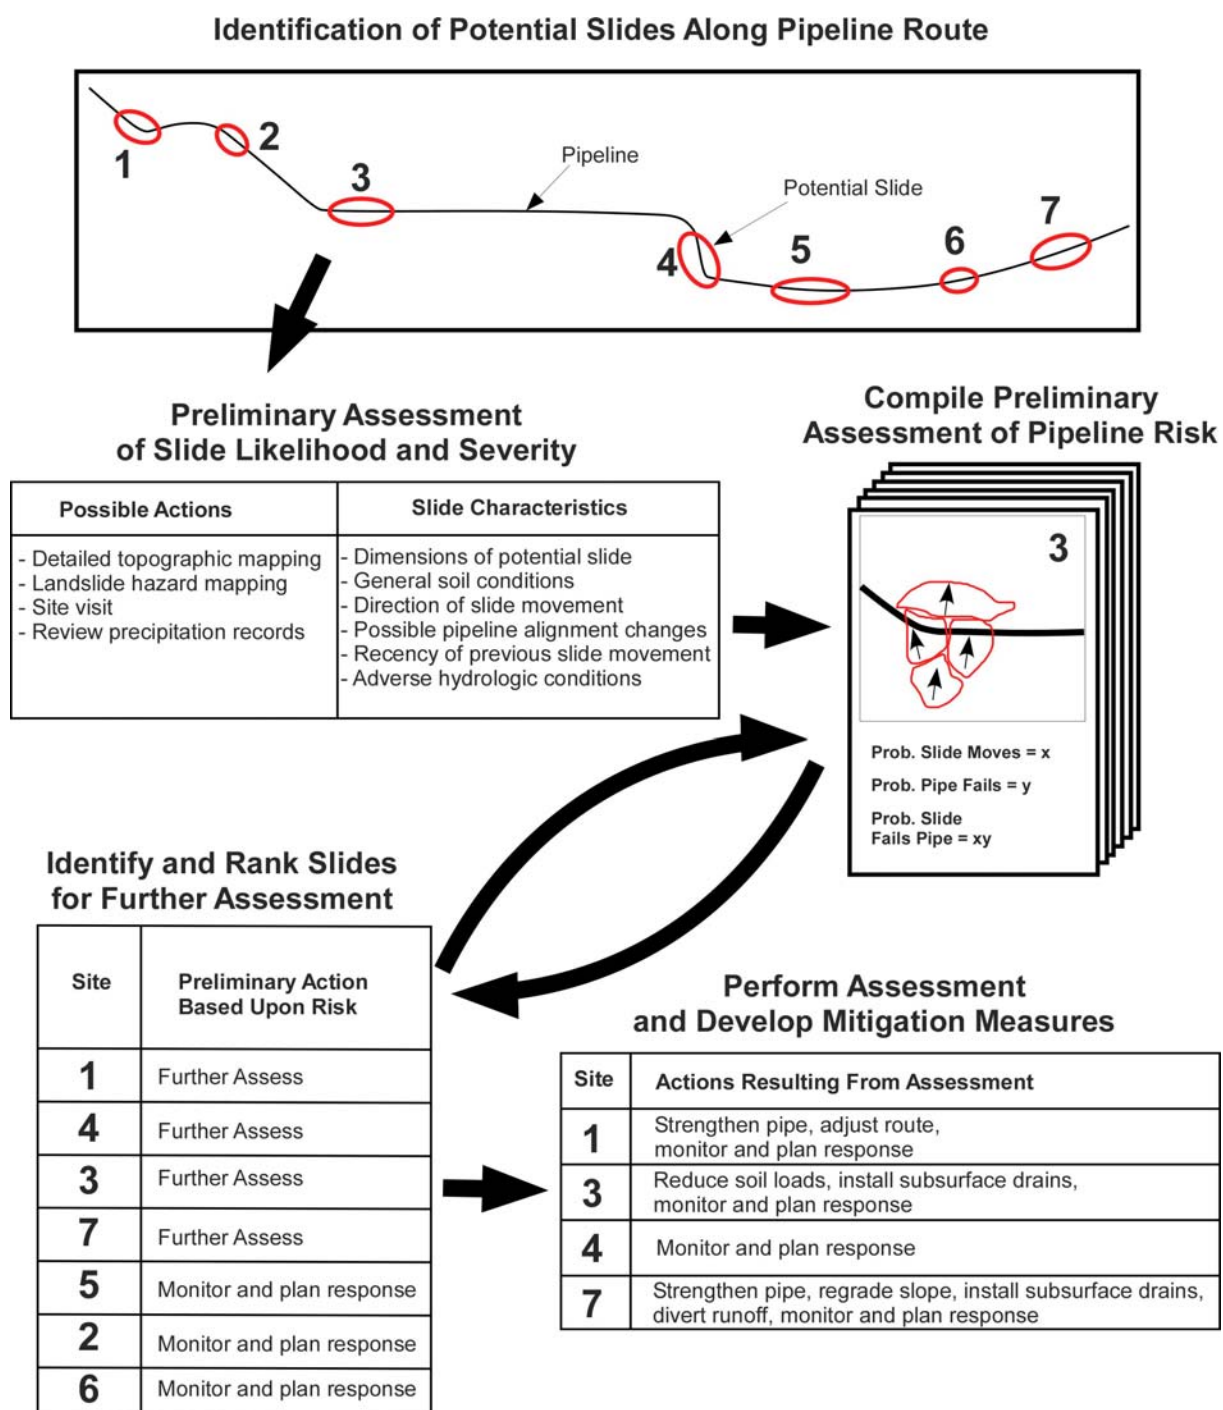 Identification of Potential Slides Along Pipeline Route
1
2
3
Pipeline
Potential Slide
4
5
6
7
Preliminary Assessment
of Slide Likelihood and Severity
Possible Actions
- Detailed topographic mapping
- Landslide hazard mapping
- Site visit
- Review precipitation records
Slide Characteristics
- Dimensions of potential slide
- General soil conditions
- Direction of slide movement
- Possible pipeline alignment changes
- Recency of previous slide movement
- Adverse hydrologic conditions
Compile Preliminary
Assessment of Pipeline Risk
3
Prob. Slide Moves = x
Prob. Pipe Fails = y
Prob. Slide
Fails Pipe = xy
Identify and Rank Slides
for Further Assessment
Site
Preliminary Action
Based Upon Risk
1 Further Assess
4 Further Assess
3 Further Assess
7 Further Assess
5 Monitor and plan response
2 Monitor and plan response
6 Monitor and plan response
Perform Assessment
and Develop Mitigation Measures
Site Actions Resulting From Assessment
1
Strengthen pipe, adjust route,
monitor and plan response
3
Reduce soil loads, install subsurface drains,
monitor and plan response
4 Monitor and plan response
7
Strengthen pipe, regrade slope, install subsurface drains,
divert runoff, monitor and plan response